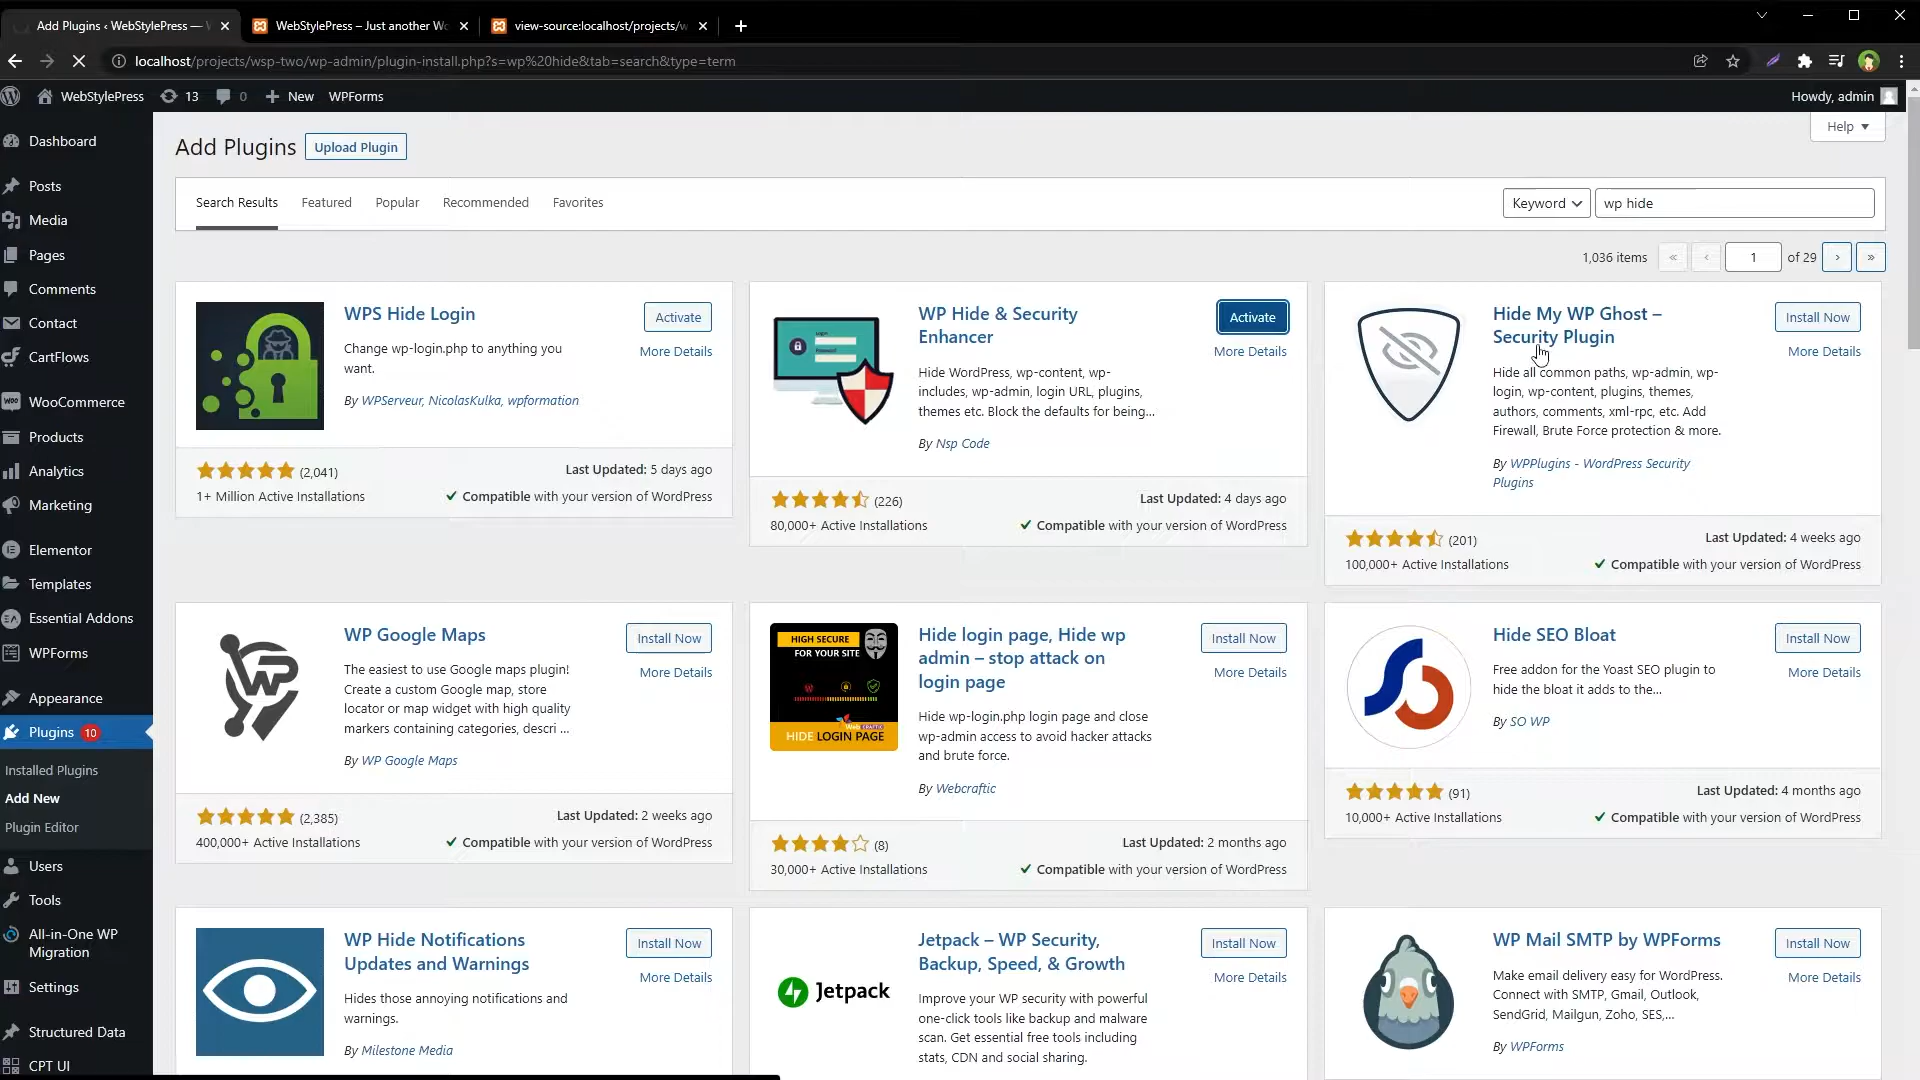 Add Plugins ‹ WebStylePress —
WebStylePress – Just another Wo
view-source:localhost/projects/w
localhost/projects/wsp-two/wp-admin/plugin-install.php?s=wp%20hide&tab=search&type=term
WebStylePress 13 0 New WPForms Howdy, admin
Help
Dashboard
Posts
Media
Pages
Comments
Contact
CartFlows
WooCommerce
Products
Analytics
Marketing
Elementor
Templates
Essential Addons
WPForms
Appearance
Plugins 10
Installed Plugins
Add New
Plugin Editor
Users
Tools
All-in-One WP
Migration
Settings
Structured Data
CPT UI
Add Plugins Upload Plugin
Search Results Featured Popular Recommended Favorites Keyword wp hide
1,036 items « ‹ 1 of 29 › »
WPS Hide Login
Activate
More Details
Change wp-login.php to anything you
want.
By WPServeur, NicolasKulka, wpformation
(2,041)
Last Updated: 5 days ago
1+ Million Active Installations
Compatible with your version of WordPress
WP Hide & Security
Enhancer
Activate
More Details
Login
Password
Hide WordPress, wp-content, wp-
includes, wp-admin, login URL, plugins,
themes etc. Block the defaults for being...
By Nsp Code
(226)
Last Updated: 4 days ago
80,000+ Active Installations
Compatible with your version of WordPress
Hide My WP Ghost –
Security Plugin
Install Now
More Details
Hide all common paths, wp-admin, wp-
login, wp-content, plugins, themes,
authors, comments, xml-rpc, etc. Add
Firewall, Brute Force protection & more.
By WPPlugins - WordPress Security
Plugins
(201)
Last Updated: 4 weeks ago
100,000+ Active Installations
Compatible with your version of WordPress
WP
WP Google Maps
Install Now
More Details
The easiest to use Google maps plugin!
Create a custom Google map, store
locator or map widget with high quality
markers containing categories, descri ...
By WP Google Maps
(2,385)
Last Updated: 2 weeks ago
400,000+ Active Installations
Compatible with your version of WordPress
HIGH SECURE
FOR YOUR SITE
HIDE LOGIN PAGE
Hide login page, Hide wp
admin – stop attack on
login page
Install Now
More Details
Hide wp-login.php login page and close
wp-admin access to avoid hacker attacks
and brute force.
By Webcraftic
(8)
Last Updated: 2 months ago
30,000+ Active Installations
Compatible with your version of WordPress
Hide SEO Bloat
Install Now
More Details
Free addon for the Yoast SEO plugin to
hide the bloat it adds to the...
By SO WP
(91)
Last Updated: 4 months ago
10,000+ Active Installations
Compatible with your version of WordPress
WP Hide Notifications
Updates and Warnings
Install Now
More Details
Hides those annoying notifications and
warnings.
By Milestone Media
Jetpack
Jetpack – WP Security,
Backup, Speed, & Growth
Install Now
More Details
Improve your WP security with powerful
one-click tools like backup and malware
scan. Get essential free tools including
stats, CDN and social sharing.
WP Mail SMTP by WPForms
Install Now
More Details
Make email delivery easy for WordPress.
Connect with SMTP, Gmail, Outlook,
SendGrid, Mailgun, Zoho, SES,...
By WPForms